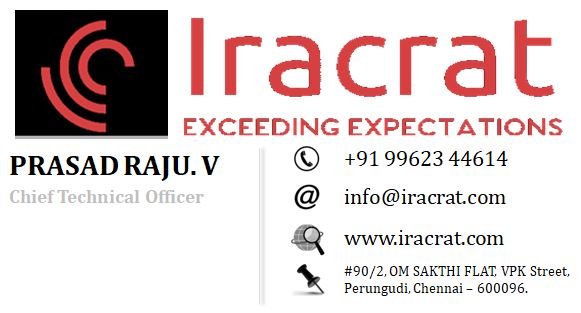 Iracrat
EXCEEDING EXPECTATIONS
PRASAD RAJU. V
Chief Technical Officer
+91 99623 44614
@
info@iracrat.com
www.iracrat.com
#90/2, OM SAKTHI FLAT, VPK Street,
Perungudi, Chennai – 600096.